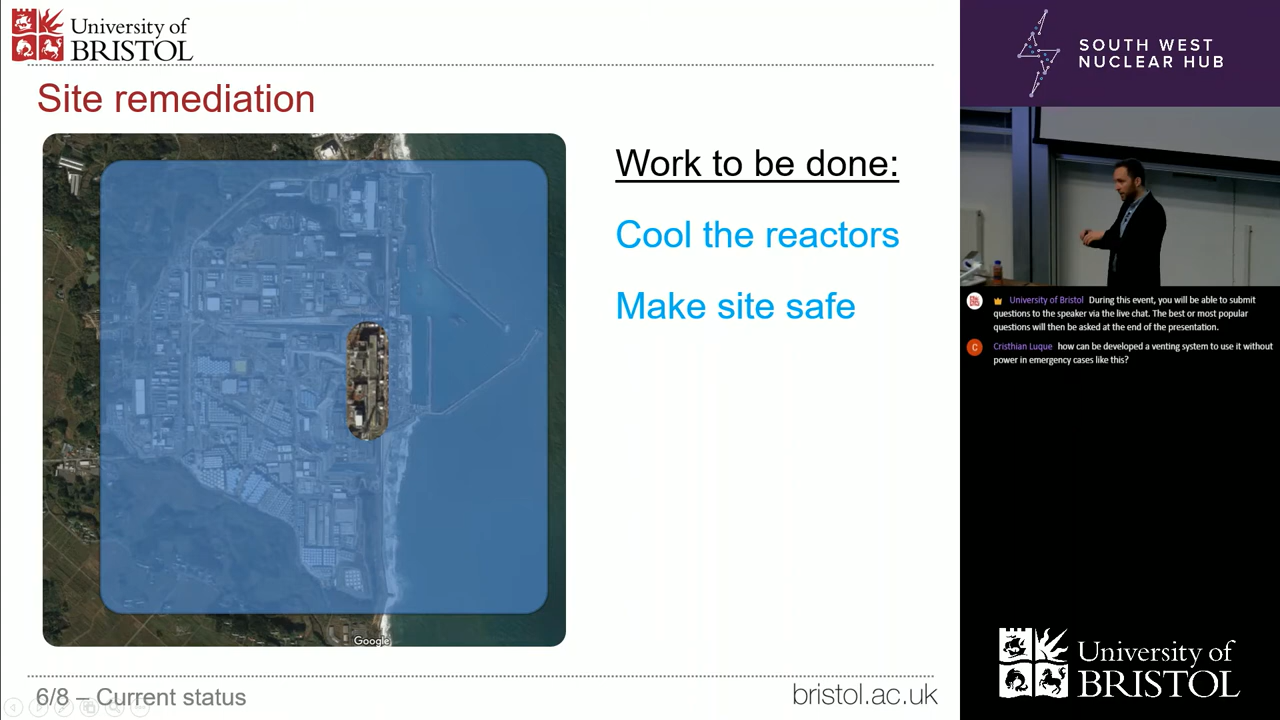 University of
BRISTOL
Site remediation
Google
Work to be done:
Cool the reactors
Make site safe
6/8 – Current status
bristol.ac.uk
SOUTH WEST
NUCLEAR HUB
University of Bristol During this event, you will be able to submit
questions to the speaker via the live chat. The best or most popular
questions will then be asked at the end of the presentation.
C
Cristhian Luque how can be developed a venting system to use it without
power in emergency cases like this?
University of
BRISTOL